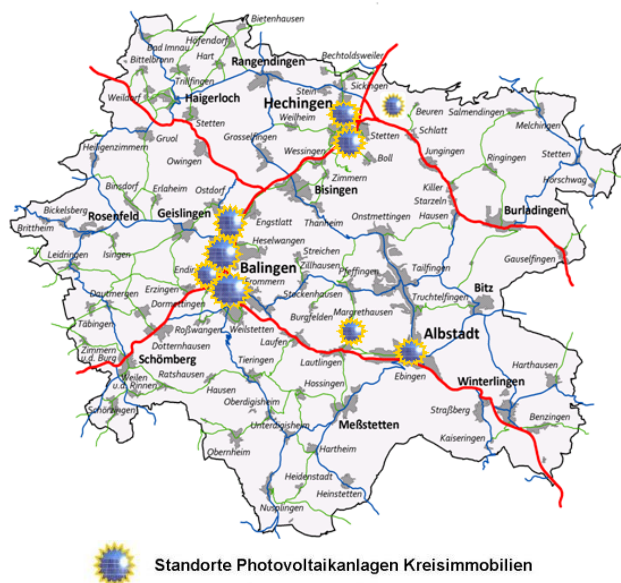 Bietenhausen
Höfendorf
Bad Imnau
Hart
Bittelbronn
Bechtoldsweiler
Rangendingen
Trillfingen
Stein
Sickingen
Weildorf
Haigerloch
Hechingen
Beuren
Salmendingen
Stetten
Weilheim
Melchingen
Gruol
Grosselfingen
Stetten
Schlatt
Heiligenzimmern
Wessingen
Boll
Jungingen
Stetten
Owingen
Zimmern
Ringingen
Binsdorf
Erlaheim
Ostdorf
Bisingen
Killer
Hörschwag
Bickelsberg
Starzeln
Rosenfeld
Geislingen
Engstlatt
Thanheim
Onstmettingen
Hausen
Burladingen
Brittheim
Heselwangen
Streichen
Leidringen
Isingen
Zillhausen
Tailfingen
Gauselfingen
Balingen
Pfeffingen
Erzingen
Frommern
Bitz
Dautmergen
Dormettingen
Stockenhausen
Truchtelfingen
Täbingen
Burgfelden
Margrethausen
Roßwangen
Weilstetten
Albstadt
Zimmern
u.d. Burg
Dotternhausen
Laufen
Schömberg
Tieringen
Lautlingen
Harthausen
Weilen
u.d. Rinnen
Ratshausen
Ebingen
Winterlingen
Hausen
Hossingen
Schörzingen
Oberdigisheim
Straßberg
Benzingen
Meßstetten
Unterdigisheim
Kaiseringen
Obernheim
Hartheim
Heidenstadt
Heinstetten
Nusplingen
Standorte Photovoltaikanlagen Kreisimmobilien